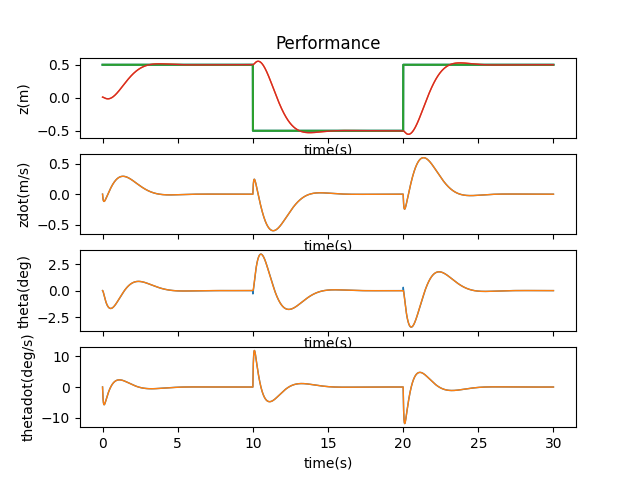 Performance
0.5
0.0
−0.5
z(m)
time(s)
0.5
0.0
−0.5
zdot(m/s)
time(s)
2.5
0.0
−2.5
theta(deg)
time(s)
10
0
−10
thetadot(deg/s)
0 5 10 15 20 25 30
time(s)